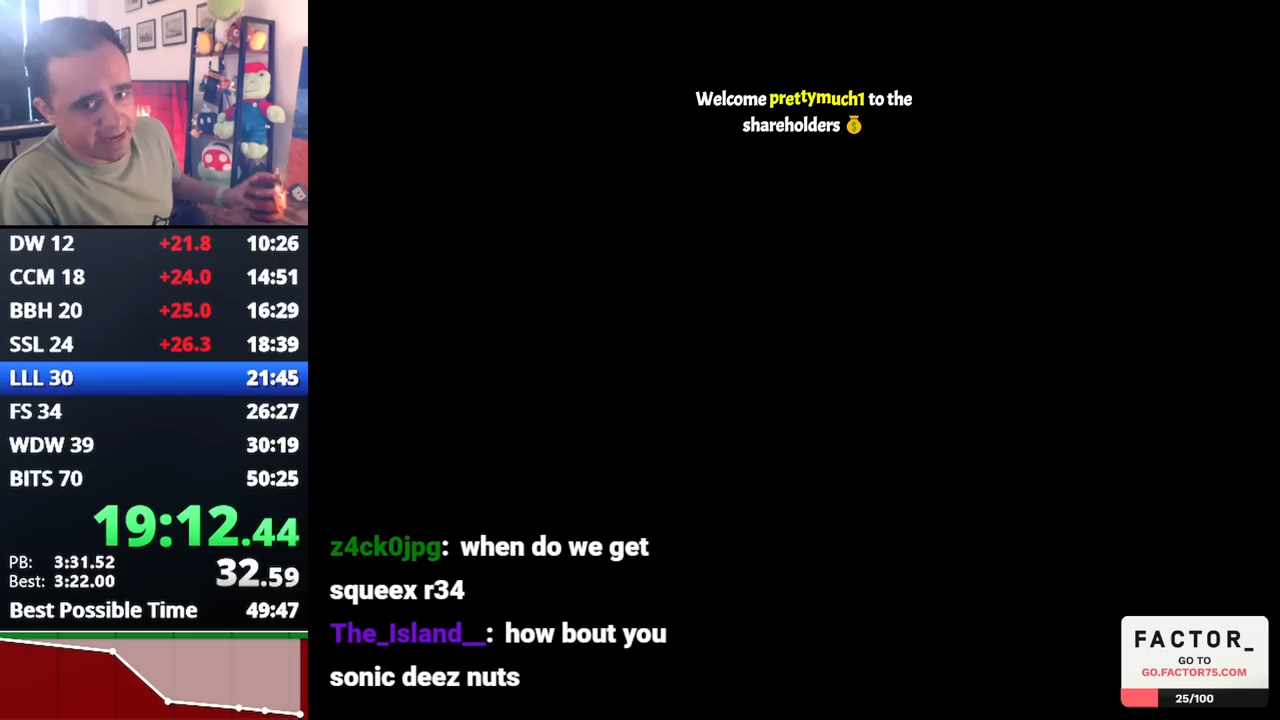 Welcome prettymuch1 to the
shareholders
DW 12 +21.8 10:26
CCM 18 +24.0 14:51
BBH 20 +25.0 16:29
SSL 24 +26.3 18:39
LLL 30 21:45
FS 34 26:27
WDW 39 30:19
BITS 70 50:25
19:12.44
PB: 3:31.52
Best: 3:22.00
32.59
Best Possible Time 49:47
z4ck0jpg: when do we get
squeex r34
The_Island__: how bout you
sonic deez nuts
FACTOR_
GO TO
GO.FACTOR75.COM
25/100